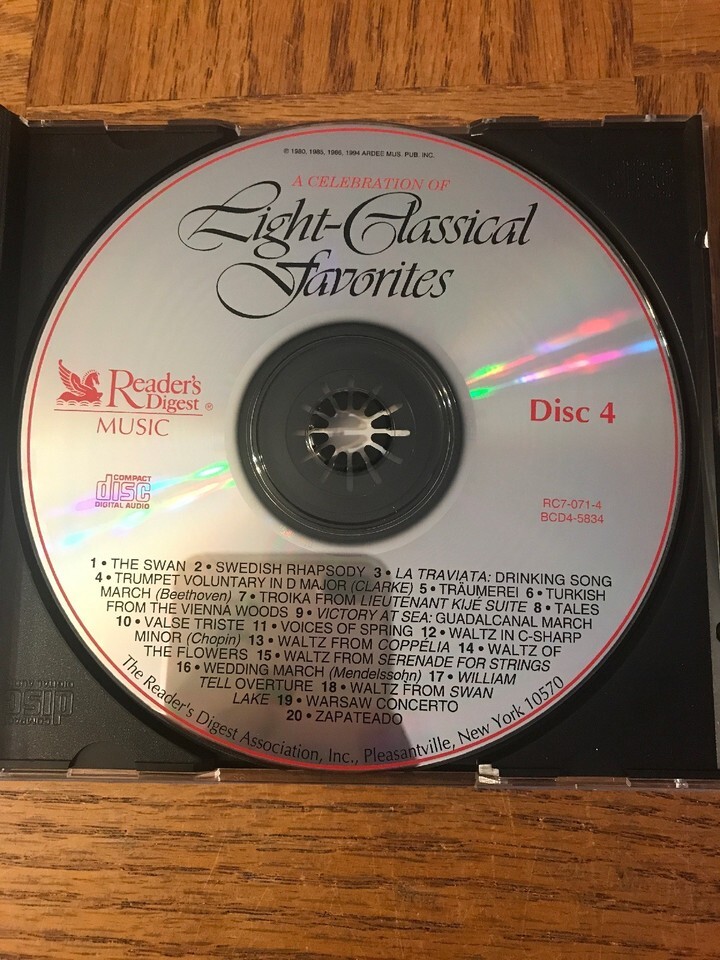 ℗ 1980, 1985, 1986, 1994 ARDEE MUS. PUB. INC.
A CELEBRATION OF
Light-Classical
Favorites
Reader's
Digest ®
MUSIC
Disc 4
COMPACT
disc
DIGITAL AUDIO
RC7-071-4
BCD4-5834
1 • THE SWAN 2 • SWEDISH RHAPSODY 3 • LA TRAVIATA: DRINKING SONG
4 • TRUMPET VOLUNTARY IN D MAJOR (CLARKE) 5 • TRÄUMEREI 6 • TURKISH
MARCH (Beethoven) 7 • TROIKA FROM LIEUTENANT KIJÉ SUITE 8 • TALES
FROM THE VIENNA WOODS 9 • VICTORY AT SEA: GUADALCANAL MARCH
10 • VALSE TRISTE 11 • VOICES OF SPRING 12 • WALTZ IN C-SHARP
MINOR (Chopin) 13 • WALTZ FROM COPPÉLIA 14 • WALTZ OF
THE FLOWERS 15 • WALTZ FROM SERENADE FOR STRINGS
16 • WEDDING MARCH (Mendelssohn) 17 • WILLIAM
TELL OVERTURE 18 • WALTZ FROM SWAN
LAKE 19 • WARSAW CONCERTO
20 • ZAPATEADO
The Reader's Digest Association, Inc., Pleasantville, New York 10570